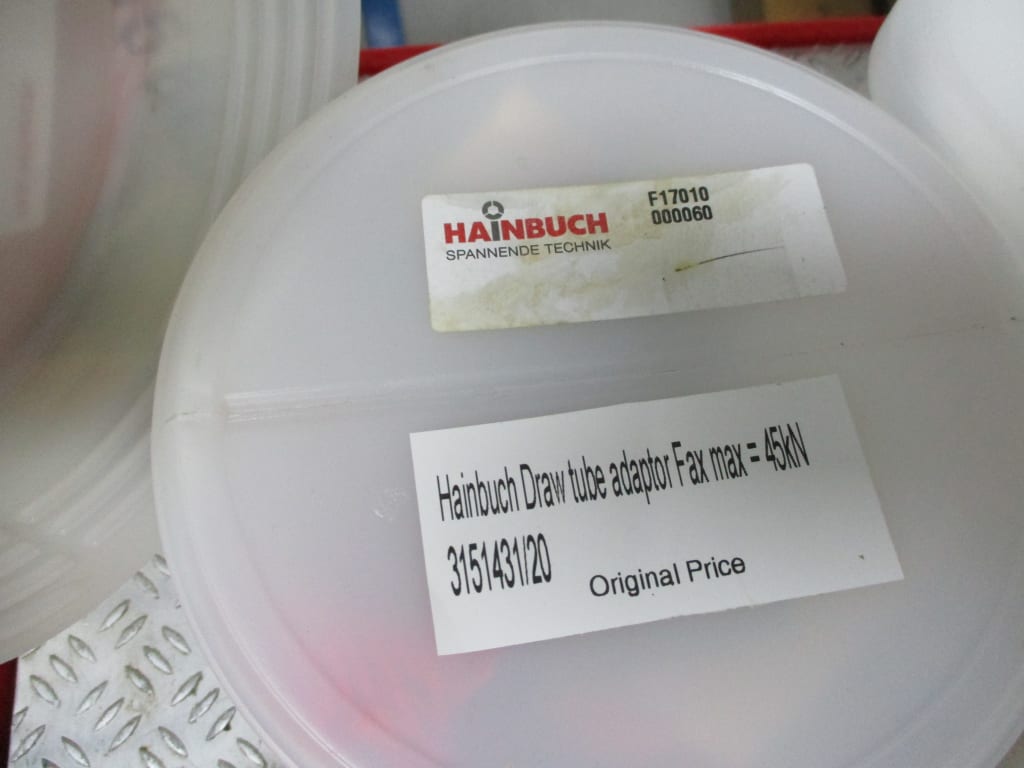 HAINBUCH
SPANNENDE TECHNIK
F17010
000060
Hainbuch Draw tube adaptor Fax max = 45kN
3151431/20
Original Price